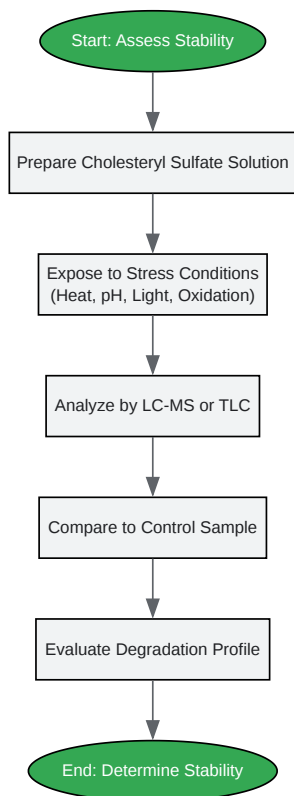 Start: Assess Stability
Prepare Cholesteryl Sulfate Solution
Expose to Stress Conditions
(Heat, pH, Light, Oxidation)
Analyze by LC-MS or TLC
Compare to Control Sample
Evaluate Degradation Profile
End: Determine Stability